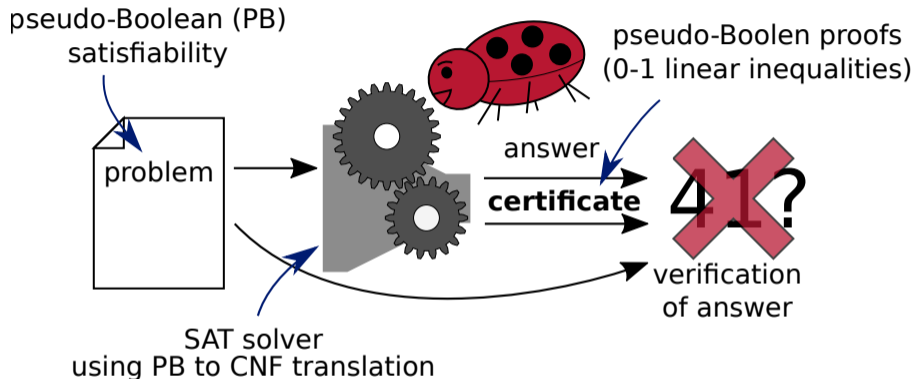 pseudo-Boolean (PB)
satisfiability
pseudo-Boolen proofs
(0-1 linear inequalities)
problem
answer
certificate
41?
verification
of answer
SAT solver
using PB to CNF translation